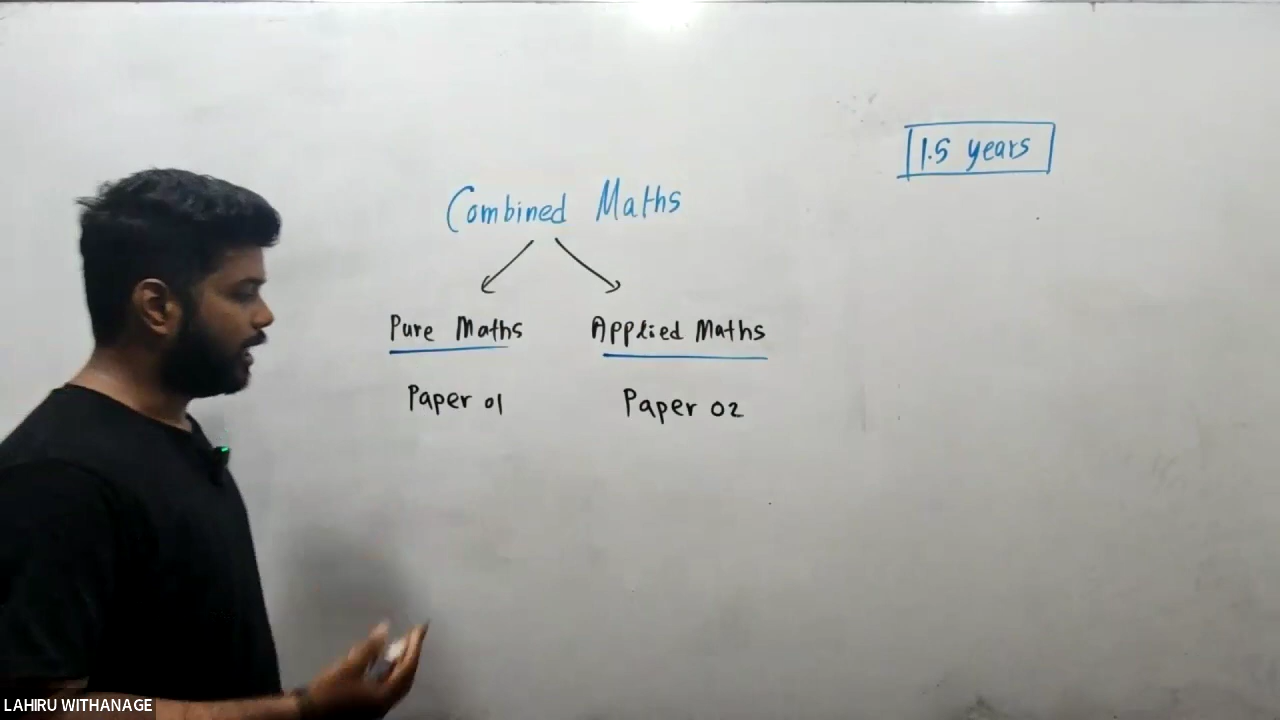 1.5 years
Combined Maths
Pure Maths Applied Maths
Paper 01 Paper 02
LAHIRU WITHANAGE